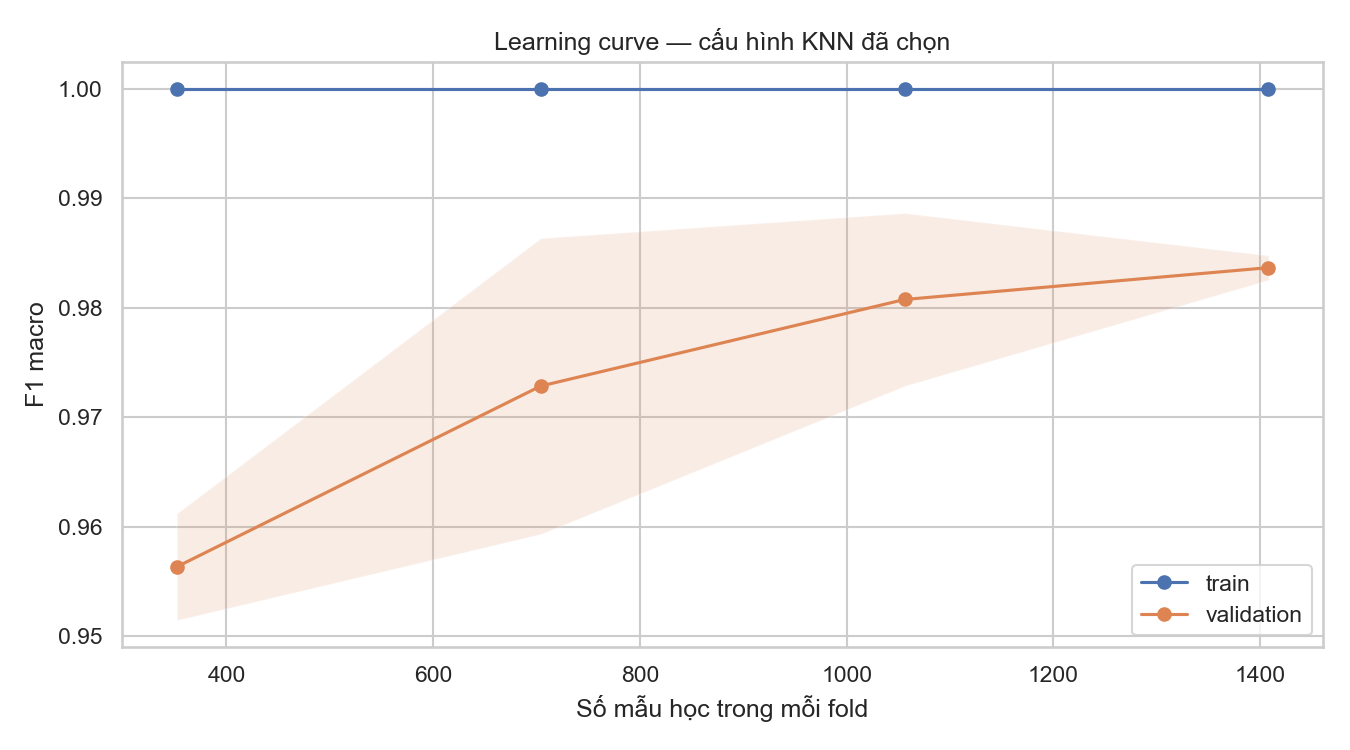 Learning curve — cấu hình KNN đã chọn
1.00
0.99
0.98
0.97
0.96
0.95
F1 macro
400 600 800 1000 1200 1400
Số mẫu học trong mỗi fold
train
validation